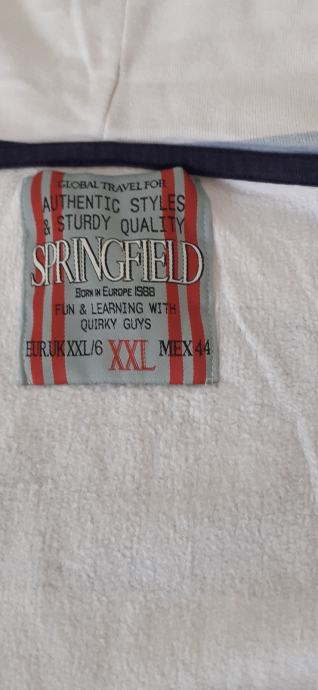 GLOBAL TRAVEL FOR
AUTHENTIC STYLES
& STURDY QUALITY
SPRINGFIELD
BORN IN EUROPE 1988
FUN & LEARNING WITH
QUIRKY GUYS
EUR.UK XXL/6 XXL MEX 44